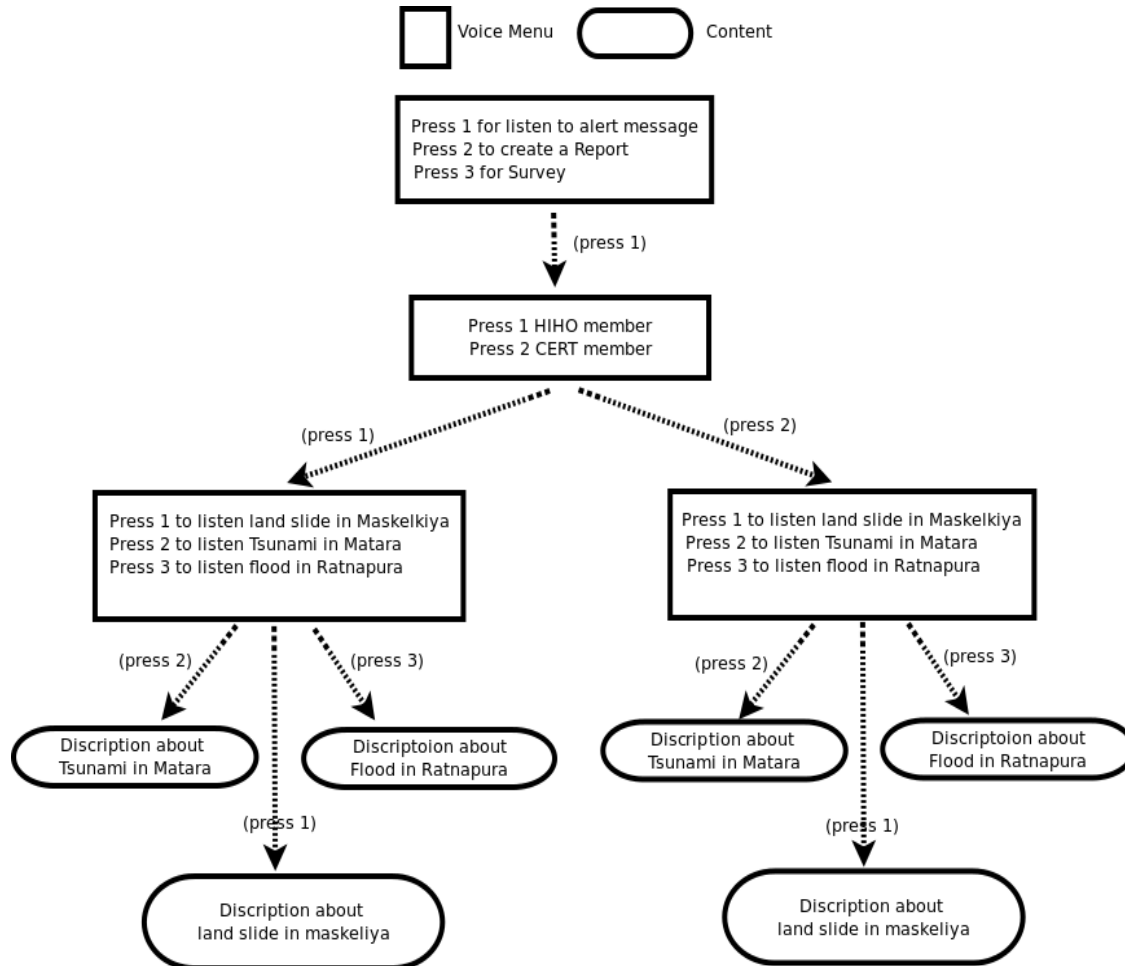 Voice Menu
Content
Press 1 for listen to alert message
Press 2 to create a Report
Press 3 for Survey
(press 1)
Press 1 HIHO member
Press 2 CERT member
(press 1)
(press 2)
Press 1 to listen land slide in Maskelkiya
Press 2 to listen Tsunami in Matara
Press 3 to listen flood in Ratnapura
Press 1 to listen land slide in Maskelkiya
Press 2 to listen Tsunami in Matara
Press 3 to listen flood in Ratnapura
(press 2)
(press 3)
(press 2)
(press 3)
Discription about
Tsunami in Matara
Discriptoion about
Flood in Ratnapura
Discription about
Tsunami in Matara
Discriptoion about
Flood in Ratnapura
(press 1)
(press 1)
Discription about
land slide in maskeliya
Discription about
land slide in maskeliya